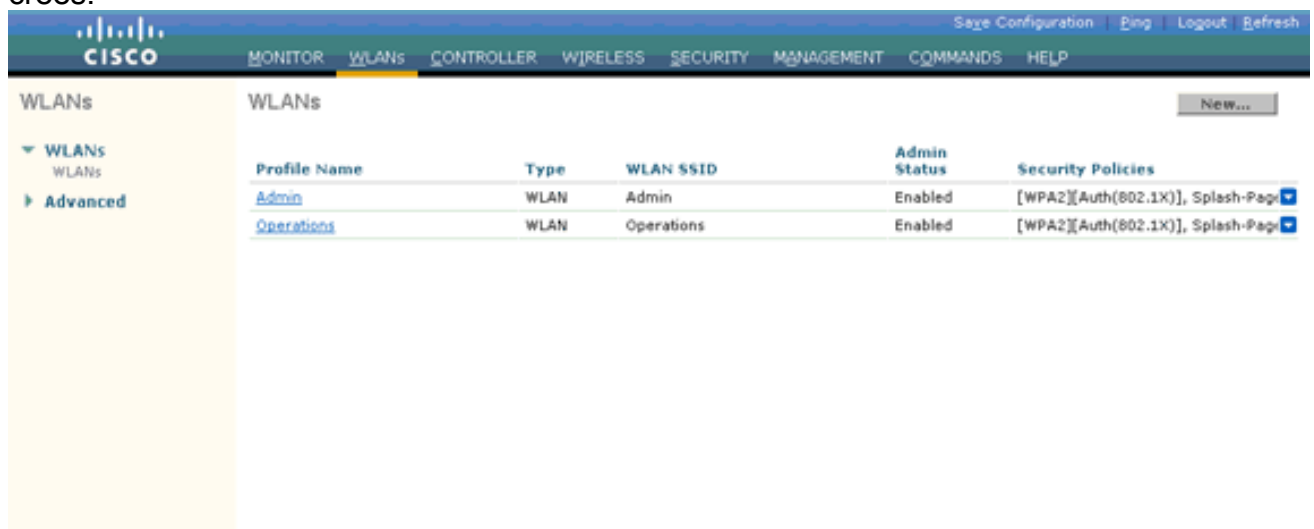 Save Configuration | Ping | Logout | Refresh
CISCO
MONITOR WLANs CONTROLLER WIRELESS SECURITY MANAGEMENT COMMANDS HELP
WLANs
WLANs
WLANs
Advanced
WLANs
New...
Profile Name Type WLAN SSID Admin Status Security Policies
Admin WLAN Admin Enabled [WPA2][Auth(802.1X)], Splash-Pag
Operations WLAN Operations Enabled [WPA2][Auth(802.1X)], Splash-Pag